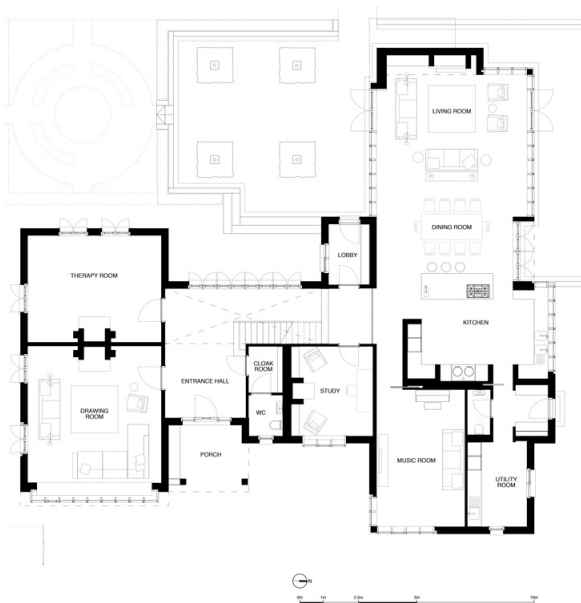 LIVING ROOM
DINING ROOM
LOBBY
THERAPY ROOM
KITCHEN
CLOAK
ROOM
ENTRANCE HALL
STUDY
DRAWING
ROOM
WC
PORCH
MUSIC ROOM
UTILITY
ROOM
N
0m 1m 2.5m 5m 10m